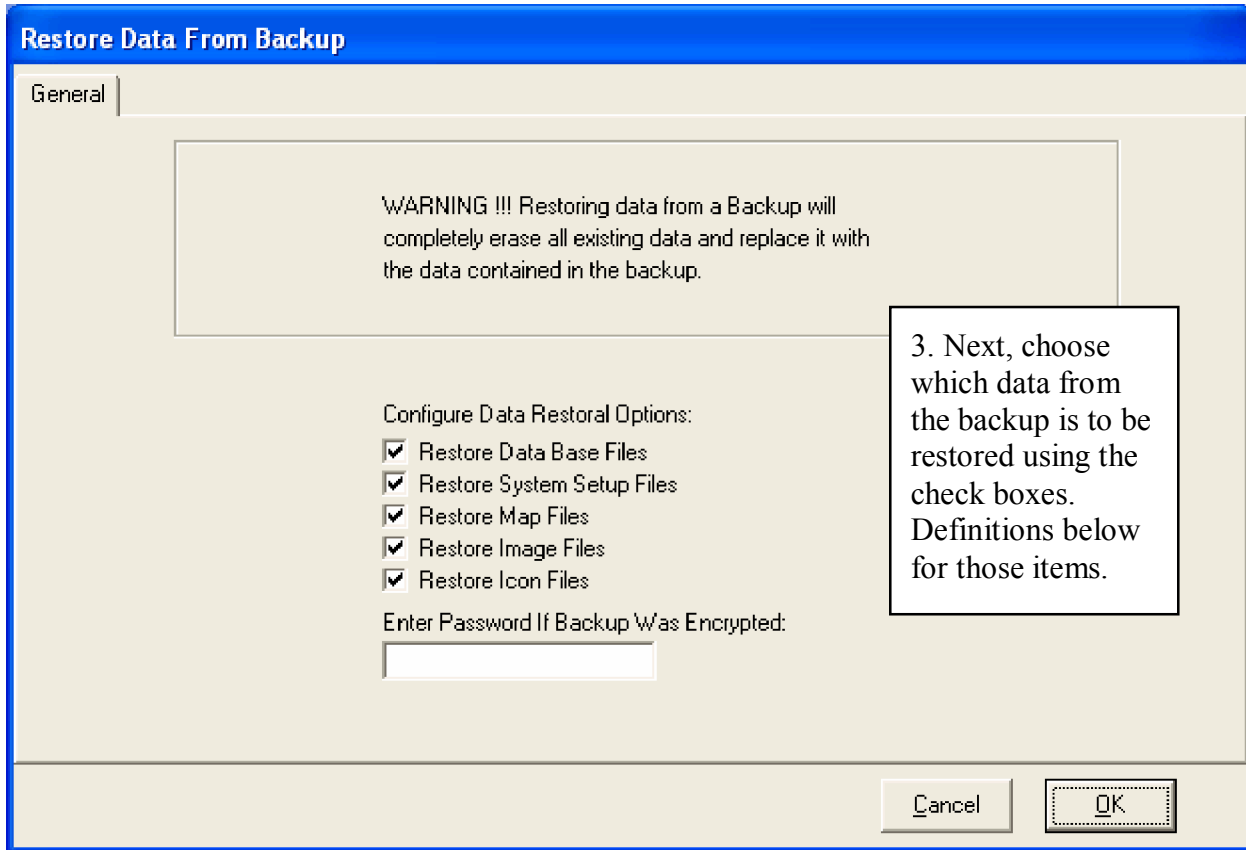 Restore Data From Backup
General
WARNING !!! Restoring data from a Backup will
completely erase all existing data and replace it with
the data contained in the backup.
3. Next, choose
which data from
the backup is to be
restored using the
check boxes.
Definitions below
for those items.
Configure Data Restoral Options:
Restore Data Base Files
Restore System Setup Files
Restore Map Files
Restore Image Files
Restore Icon Files
Enter Password If Backup Was Encrypted:
Cancel
OK